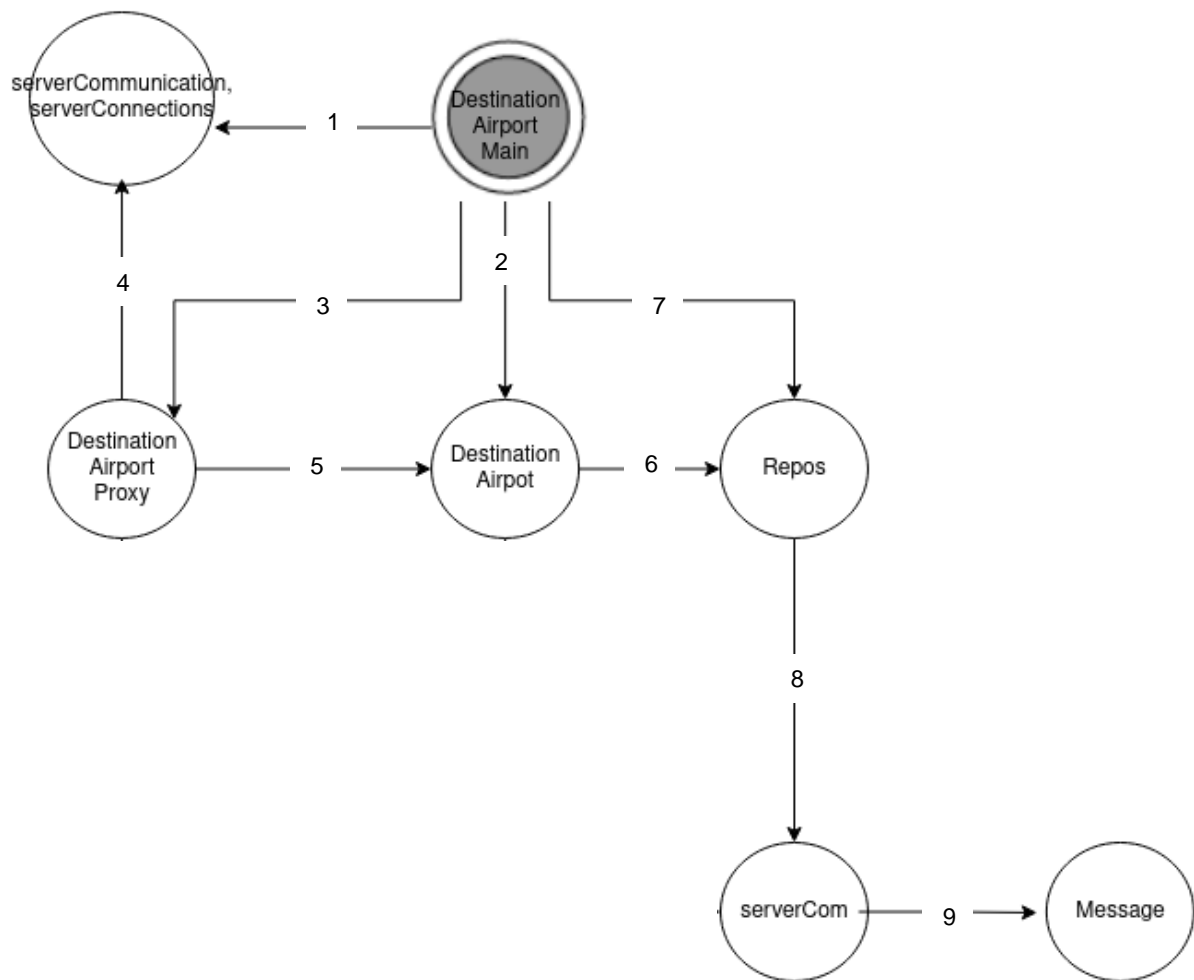 serverCommunication,
serverConnections
1
Destination
Airport
Main
2
3
7
4
Destination
Airport
Proxy
5
Destination
Airpot
6
Repos
8
serverCom
9
Message